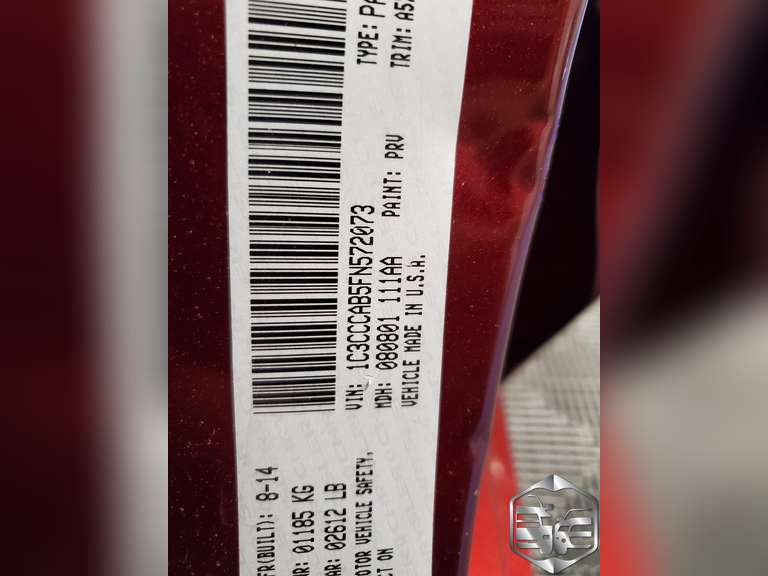 FR(BUILT): 8-14
AR: 01185 KG
AR: 02612 LB
OTOR VEHICLE SAFETY.
CT ON
VIN: 1C3CCCAB5FN572073
TYPE: PA
MDH: 080801 111AA
PAINT: PRV
TRIM: A5
VEHICLE MADE IN U.S.A.